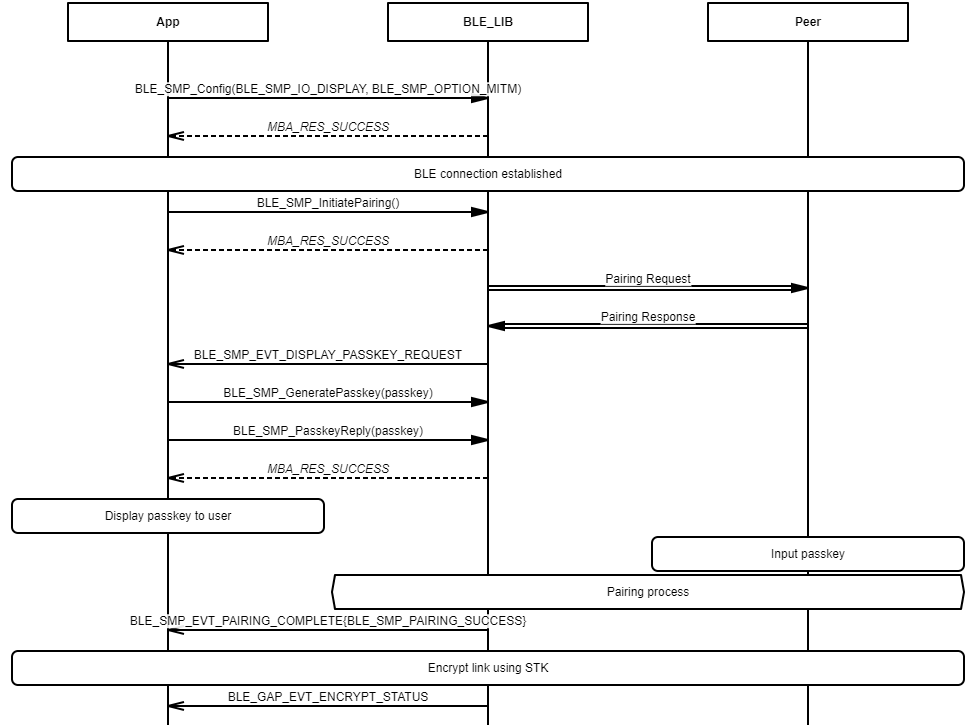 App
BLE_LIB
Peer
BLE_SMP_Config(BLE_SMP_IO_DISPLAY, BLE_SMP_OPTION_MITM)
MBA_RES_SUCCESS
BLE connection established
BLE_SMP_InitiatePairing()
MBA_RES_SUCCESS
Pairing Request
Pairing Response
BLE_SMP_EVT_DISPLAY_PASSKEY_REQUEST
BLE_SMP_GeneratePasskey(passkey)
BLE_SMP_PasskeyReply(passkey)
MBA_RES_SUCCESS
Display passkey to user
Input passkey
Pairing process
BLE_SMP_EVT_PAIRING_COMPLETE{BLE_SMP_PAIRING_SUCCESS}
Encrypt link using STK
BLE_GAP_EVT_ENCRYPT_STATUS